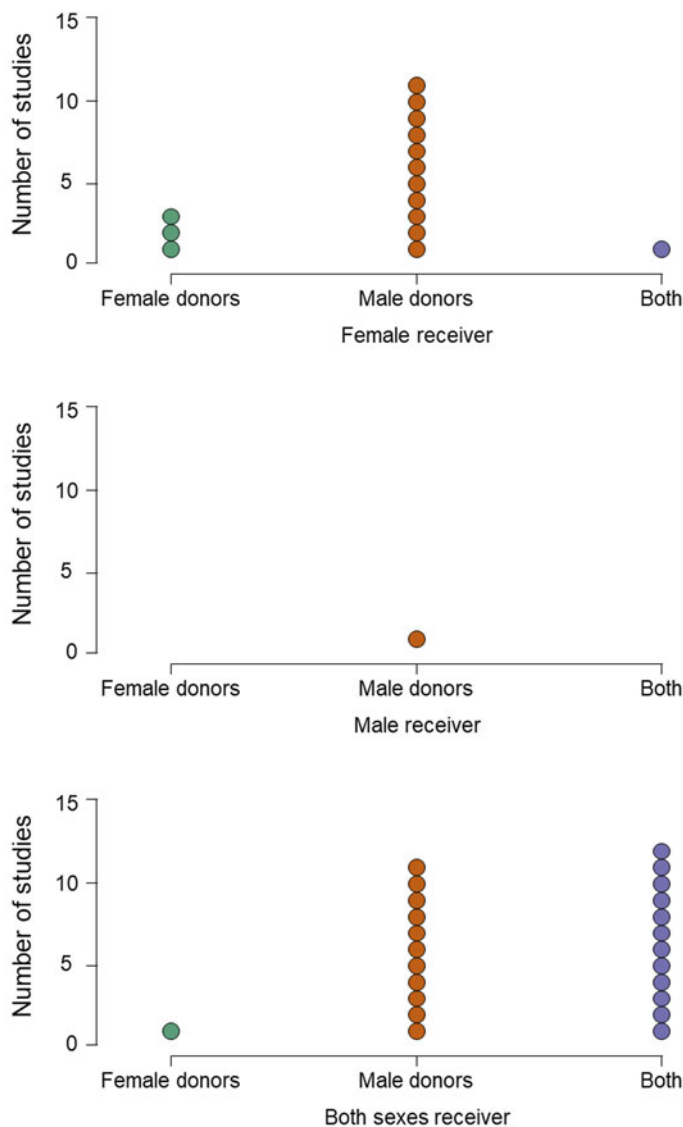 Number of studies
15
10
5
0
Female donors Male donors Both
Female receiver
Number of studies
15
10
5
0
Female donors Male donors Both
Male receiver
Number of studies
15
10
5
0
Female donors Male donors Both
Both sexes receiver